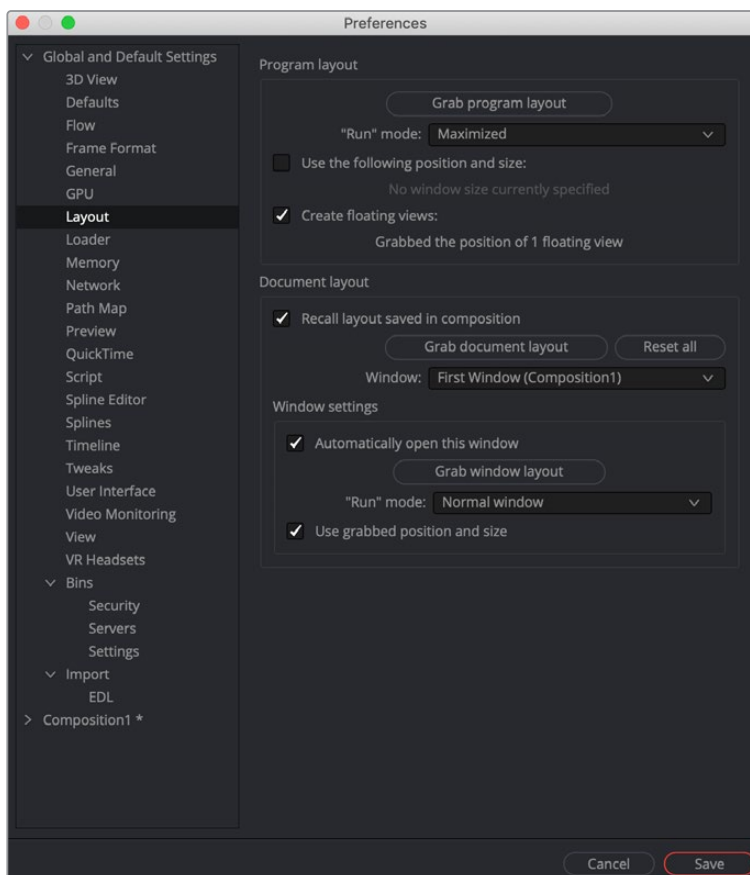 Preferences
Global and Default Settings
3D View
Defaults
Flow
Frame Format
General
GPU
Layout
Loader
Memory
Network
Path Map
Preview
QuickTime
Script
Spline Editor
Splines
Timeline
Tweaks
User Interface
Video Monitoring
View
VR Headsets
Bins
Security
Servers
Settings
Import
EDL
Composition1 *
Program layout
Grab program layout
"Run" mode: Maximized
Use the following position and size:
No window size currently specified
Create floating views:
Grabbed the position of 1 floating view
Document layout
Recall layout saved in composition
Grab document layout Reset all
Window: First Window (Composition1)
Window settings
Automatically open this window
Grab window layout
"Run" mode: Normal window
Use grabbed position and size
Cancel Save